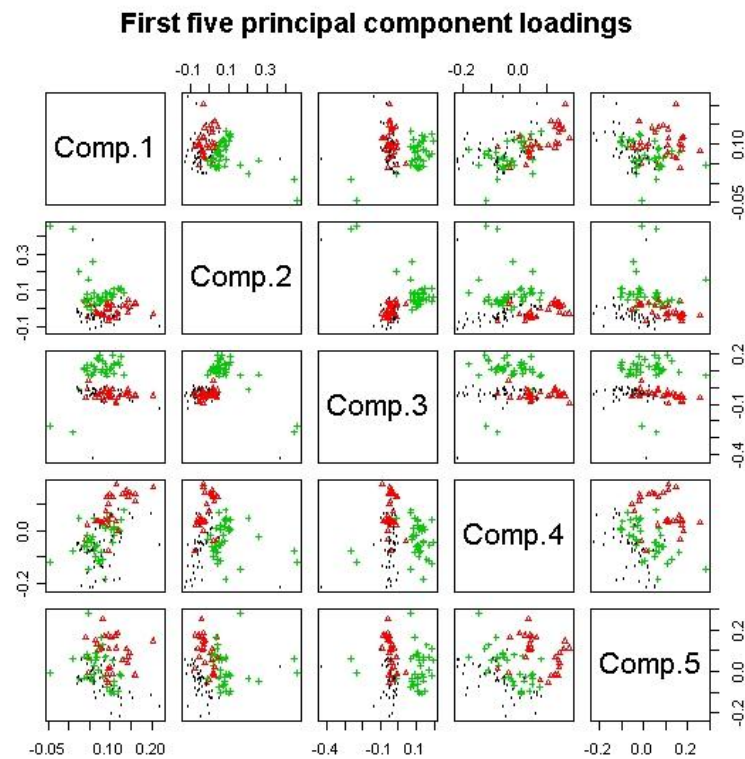 First five principal component loadings
-0.1 0.1 0.3
-0.2 0.0
Comp.1
-0.05 0.10
-0.1 0.1 0.3
Comp.2
Comp.3
-0.4 -0.1 0.2
-0.2 0.0
Comp.4
Comp.5
-0.2 0.0 0.2
-0.05 0.10 0.20
-0.4 -0.1 0.1
-0.2 0.0 0.2